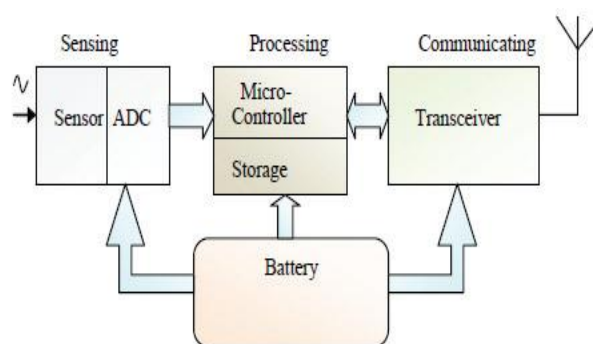 Sensing
Processing
Communicating
Sensor
ADC
Micro-
Controller
Storage
Transceiver
Battery